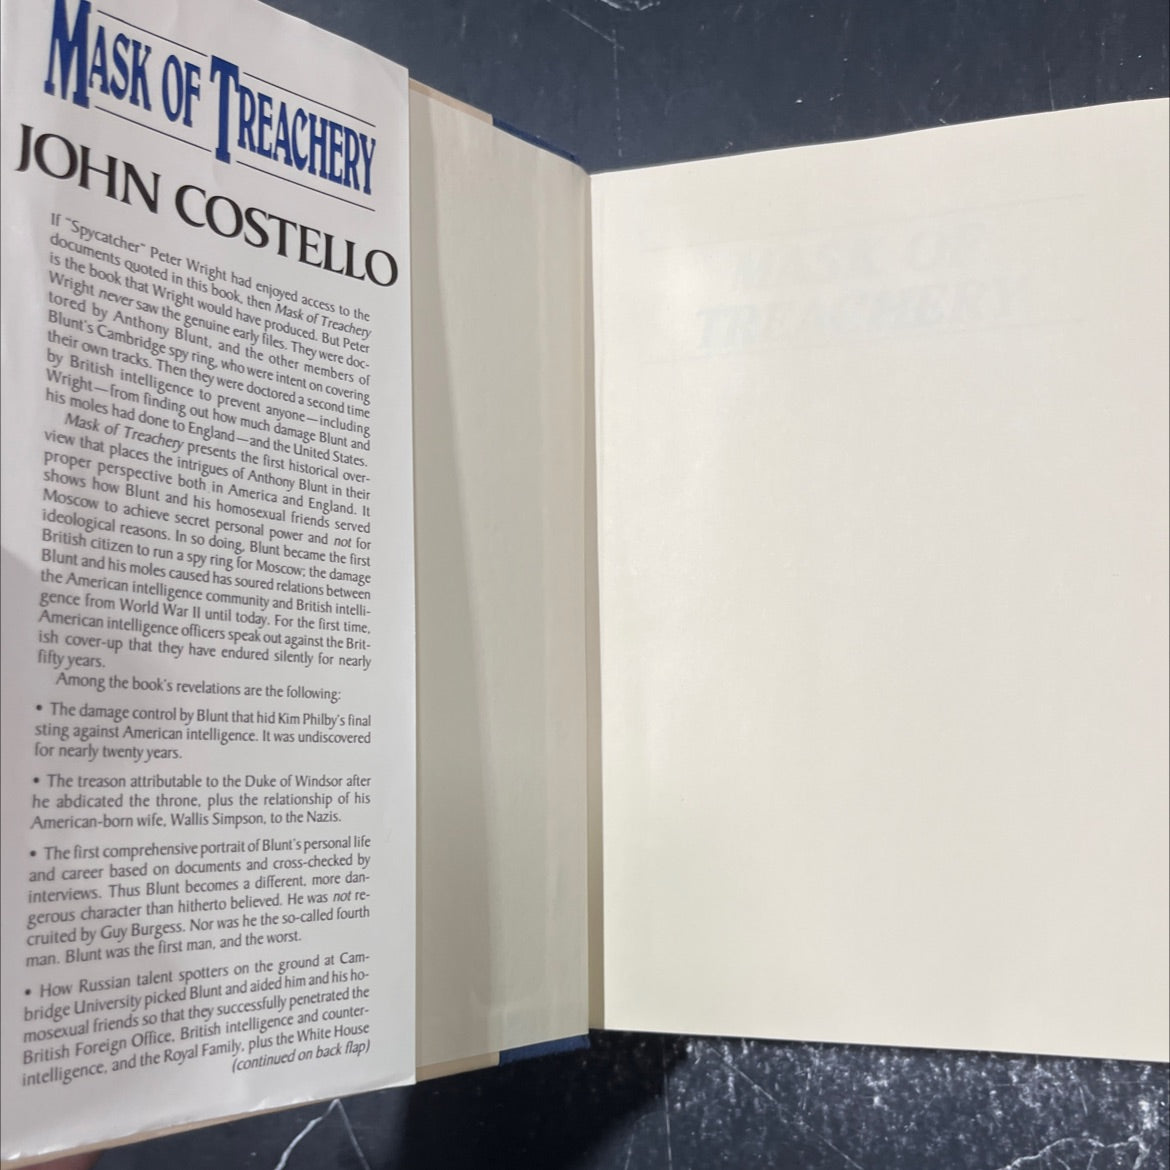 MASK OF TREACHERY
JOHN COSTELLO
If "Spycatcher" Peter Wright had enjoyed access to the
documents quoted in this book, then Mask of Treachery
is the book that Wright would have produced. But Peter
Wright never saw the genuine early files. They were doc-
tored by Anthony Blunt, and the other members of
Blunt's Cambridge spy ring, who were intent on covering
their own tracks. Then they were doctored a second time
by British intelligence to prevent anyone—including
Wright—from finding out how much damage Blunt and
his moles had done to England—and the United States.
Mask of Treachery presents the first historical over-
view that places the intrigues of Anthony Blunt in their
proper perspective both in America and England. It
shows how Blunt and his homosexual friends served
Moscow to achieve secret personal power and not for
ideological reasons. In so doing, Blunt became the first
British citizen to run a spy ring for Moscow; the damage
Blunt and his moles caused has soured relations between
the American intelligence community and British intelli-
gence from World War II until today. For the first time,
American intelligence officers speak out against the Brit-
ish cover-up that they have endured silently for nearly
fifty years.
Among the book's revelations are the following:
• The damage control by Blunt that hid Kim Philby's final
sting against American intelligence. It was undiscovered
for nearly twenty years.
• The treason attributable to the Duke of Windsor after
he abdicated the throne, plus the relationship of his
American-born wife, Wallis Simpson, to the Nazis.
• The first comprehensive portrait of Blunt's personal life
and career based on documents and cross-checked by
interviews. Thus Blunt becomes a different, more dan-
gerous character than hitherto believed. He was not re-
cruited by Guy Burgess. Nor was he the so-called fourth
man. Blunt was the first man, and the worst.
• How Russian talent spotters on the ground at Cam-
bridge University picked Blunt and aided him and his ho-
mosexual friends so that they successfully penetrated the
British Foreign Office, British intelligence and counter-
intelligence, and the Royal Family, plus the White House
(continued on back flap)
MASK OF
TREACHERY